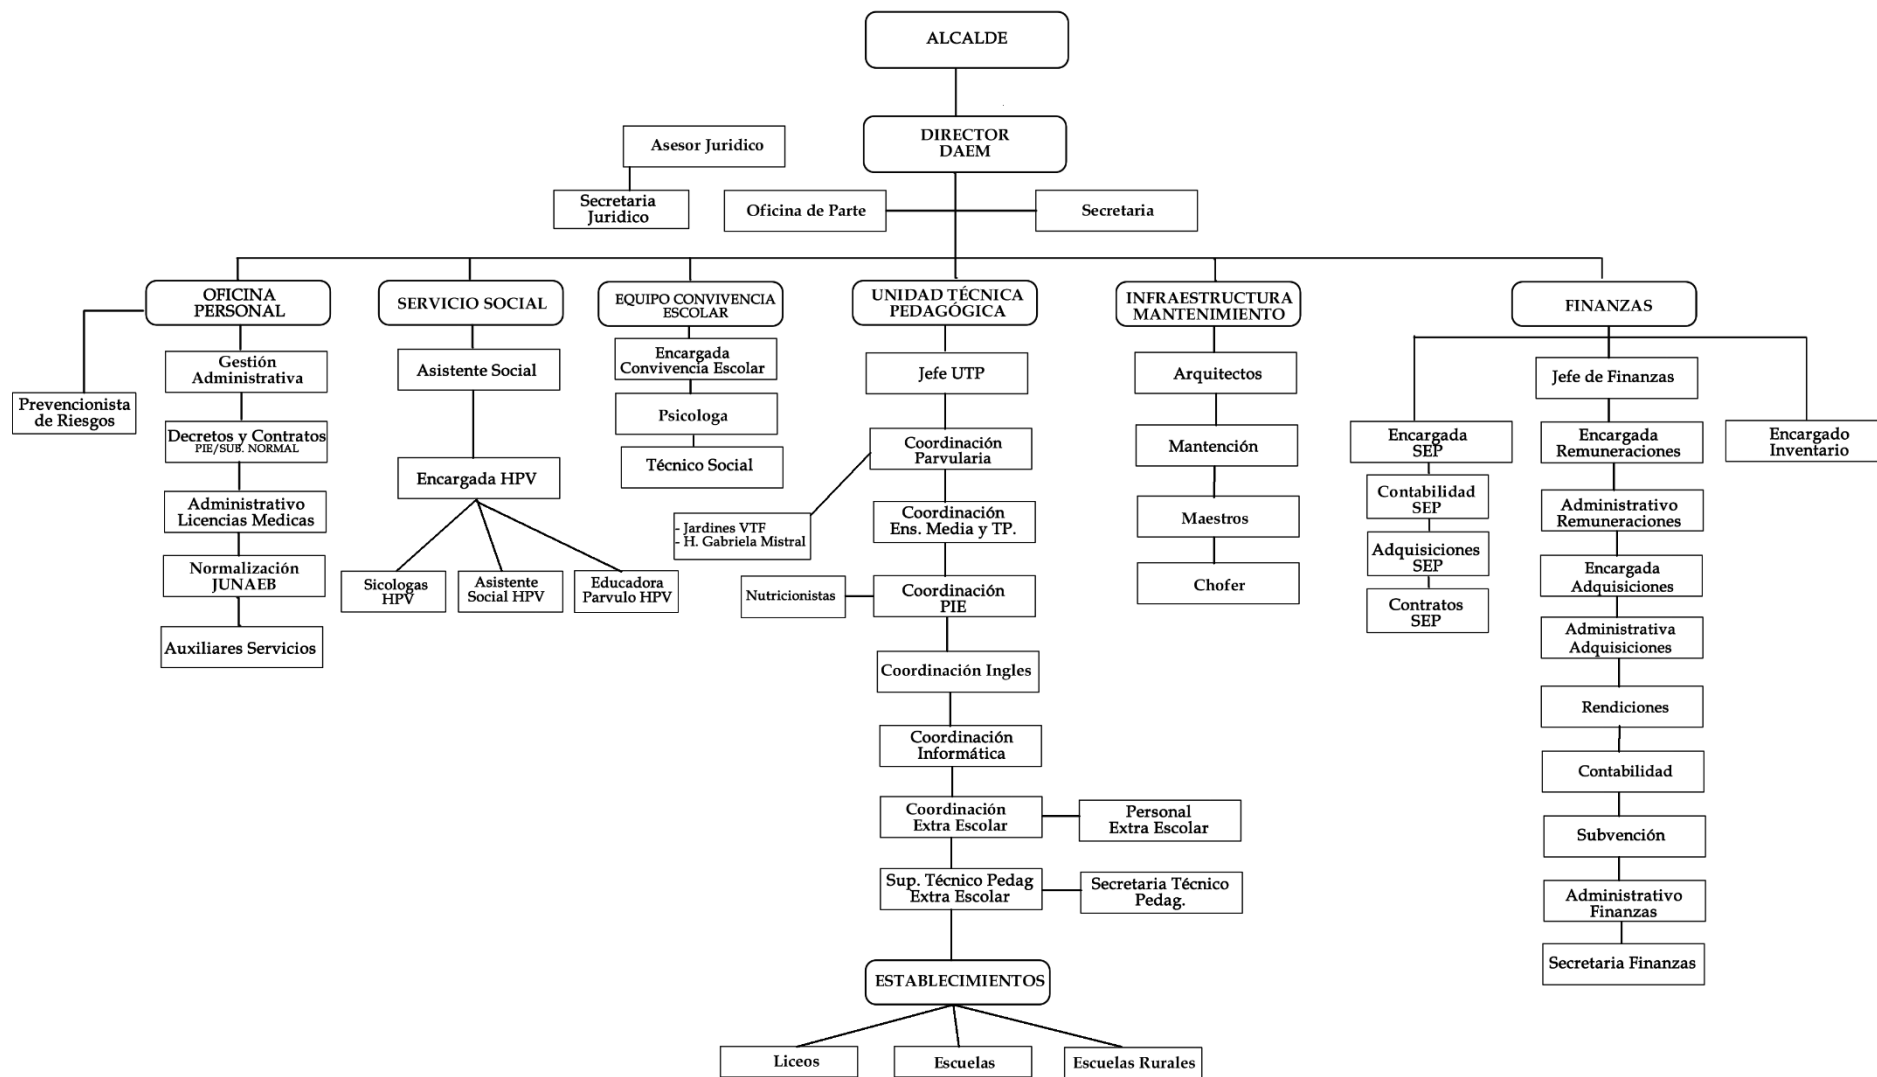 ALCALDE
DIRECTOR
DAEM
Asesor Juridico
Secretaria
Juridico
Oficina de Parte
Secretaria
OFICINA
PERSONAL
SERVICIO SOCIAL
EQUIPO CONVIVENCIA
ESCOLAR
UNIDAD TÉCNICA
PEDAGÓGICA
INFRAESTRUCTURA
MANTENIMIENTO
FINANZAS
Prevencionista
de Riesgos
Gestión
Administrativa
Decretos y Contratos
PIE/SUB. NORMAL
Administrativo
Licencias Medicas
Normalización
JUNAEB
Auxiliares Servicios
Asistente Social
Encargada HPV
Sicologas
HPV
Asistente
Social HPV
Educadora
Parvulo HPV
Encargada
Convivencia Escolar
Psicologa
Técnico Social
Jefe UTP
Coordinación
Parvularia
- Jardines VTF
- H. Gabriela Mistral
Coordinación
Ens. Media y TP.
Nutricionistas
Coordinación
PIE
Coordinación Ingles
Coordinación
Informática
Coordinación
Extra Escolar
Personal
Extra Escolar
Sup. Técnico Pedag
Extra Escolar
Secretaria Técnico
Pedag.
ESTABLECIMIENTOS
Liceos
Escuelas
Escuelas Rurales
Arquitectos
Mantención
Maestros
Chofer
Encargada
SEP
Contabilidad
SEP
Adquisiciones
SEP
Contratos
SEP
Jefe de Finanzas
Encargada
Remuneraciones
Administrativo
Remuneraciones
Encargada
Adquisiciones
Administrativa
Adquisiciones
Rendiciones
Contabilidad
Subvención
Administrativo
Finanzas
Secretaria Finanzas
Encargado
Inventario